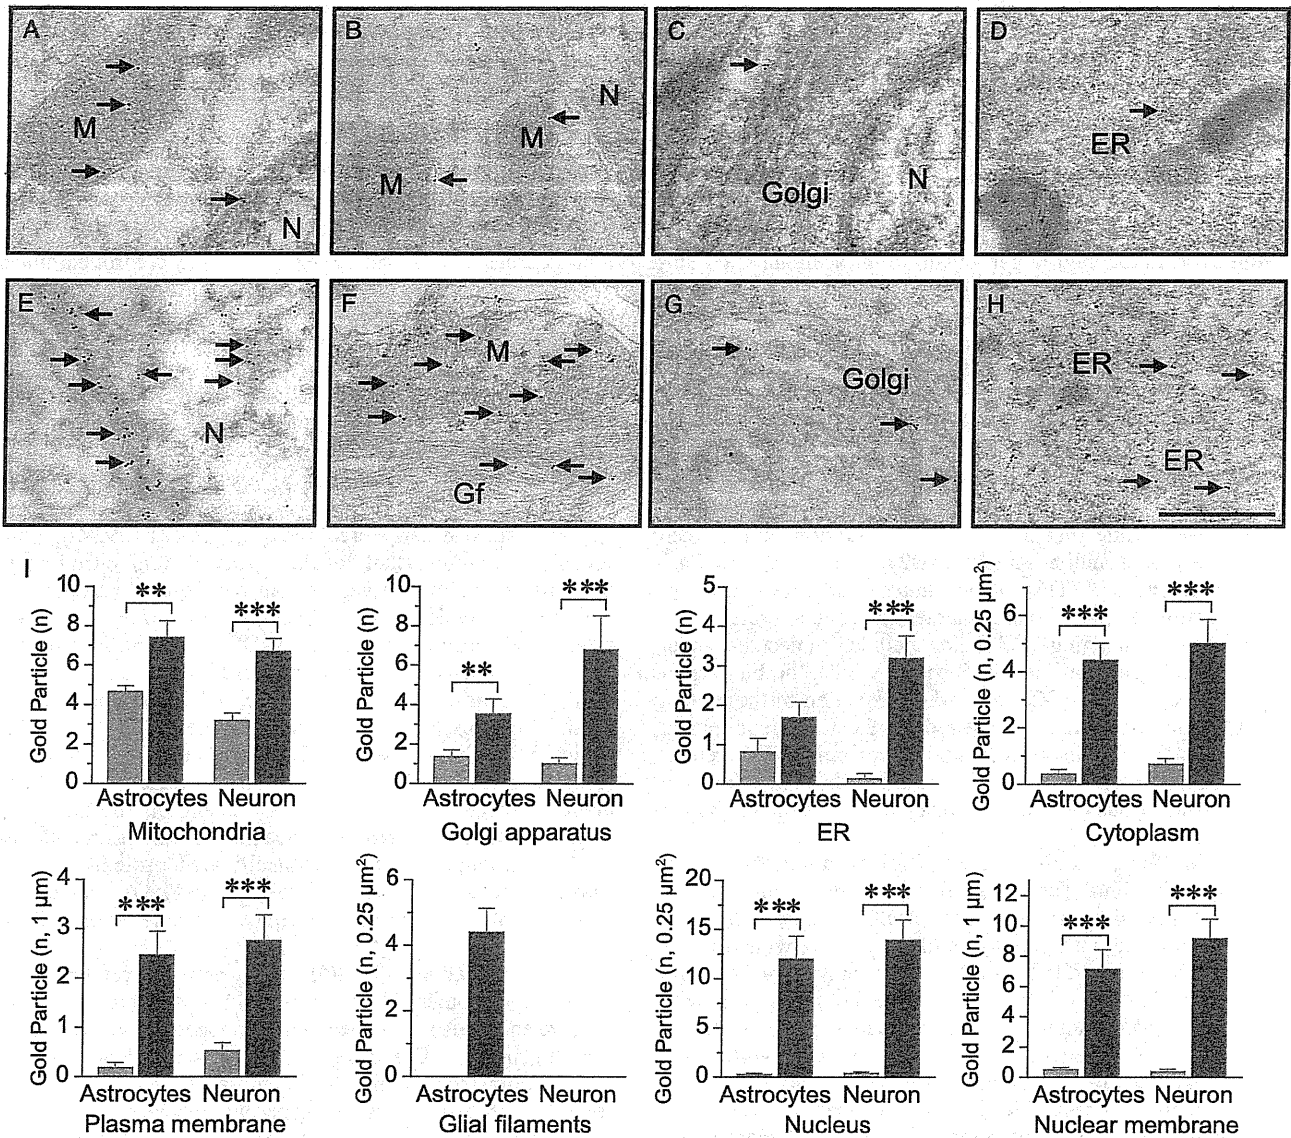 A
M
N
B
N
M
M
C
Golgi
N
D
ER
E
N
F
M
Gf
G
Golgi
H
ER
ER
I
Gold Particle (n)
10
8
6
4
2
0
**
***
Astrocytes Neuron
Mitochondria
Gold Particle (n)
10
8
6
4
2
0
**
***
Astrocytes Neuron
Golgi apparatus
Gold Particle (n)
5
4
3
2
1
0
***
Astrocytes Neuron
ER
Gold Particle (n, 0.25 µm²)
6
4
2
0
***
***
Astrocytes Neuron
Cytoplasm
Gold Particle (n, 1 µm)
4
3
2
1
0
***
***
Astrocytes Neuron
Plasma membrane
Gold Particle (n, 0.25 µm²)
6
4
2
0
Astrocytes Neuron
Glial filaments
Gold Particle (n, 0.25 µm²)
20
15
10
5
0
***
***
Astrocytes Neuron
Nucleus
Gold Particle (n, 1 µm)
12
10
8
6
4
2
0
***
***
Astrocytes Neuron
Nuclear membrane